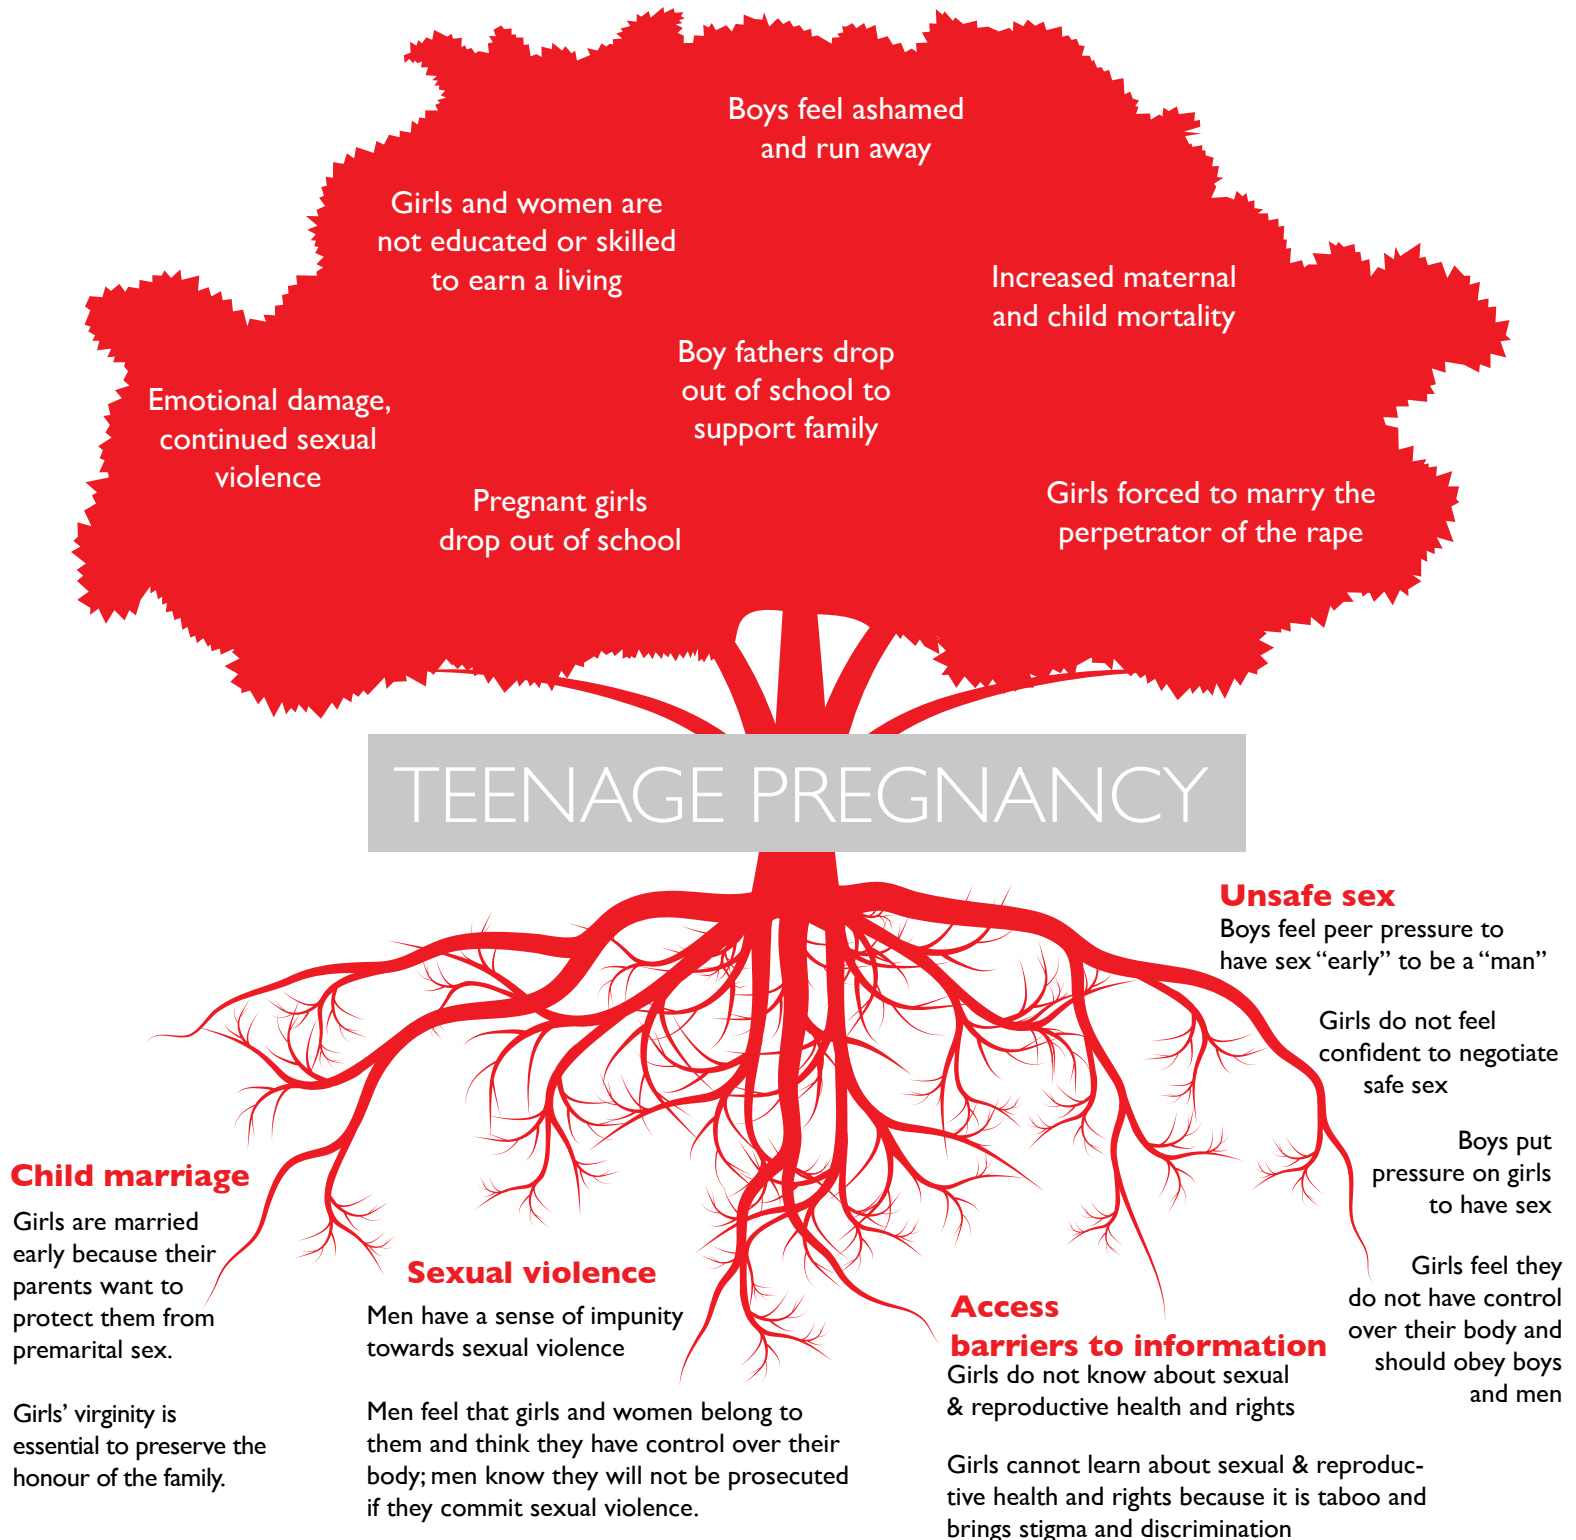 Boys feel ashamed
and run away
Girls and women are
not educated or skilled
to earn a living
Increased maternal
and child mortality
Boy fathers drop
out of school to
support family
Emotional damage,
continued sexual
violence
Pregnant girls
drop out of school
Girls forced to marry the
perpetrator of the rape
TEENAGE PREGNANCY
Unsafe sex
Boys feel peer pressure to
have sex “early” to be a “man”
Girls do not feel
confident to negotiate
safe sex
Boys put
pressure on girls
to have sex
Girls feel they
do not have control
over their body and
should obey boys
and men
Child marriage
Girls are married
early because their
parents want to
protect them from
premarital sex.
Girls’ virginity is
essential to preserve the
honour of the family.
Sexual violence
Men have a sense of impunity
towards sexual violence
Men feel that girls and women belong to
them and think they have control over their
body; men know they will not be prosecuted
if they commit sexual violence.
Access
barriers to information
Girls do not know about sexual
& reproductive health and rights
Girls cannot learn about sexual & reproduc-
tive health and rights because it is taboo and
brings stigma and discrimination